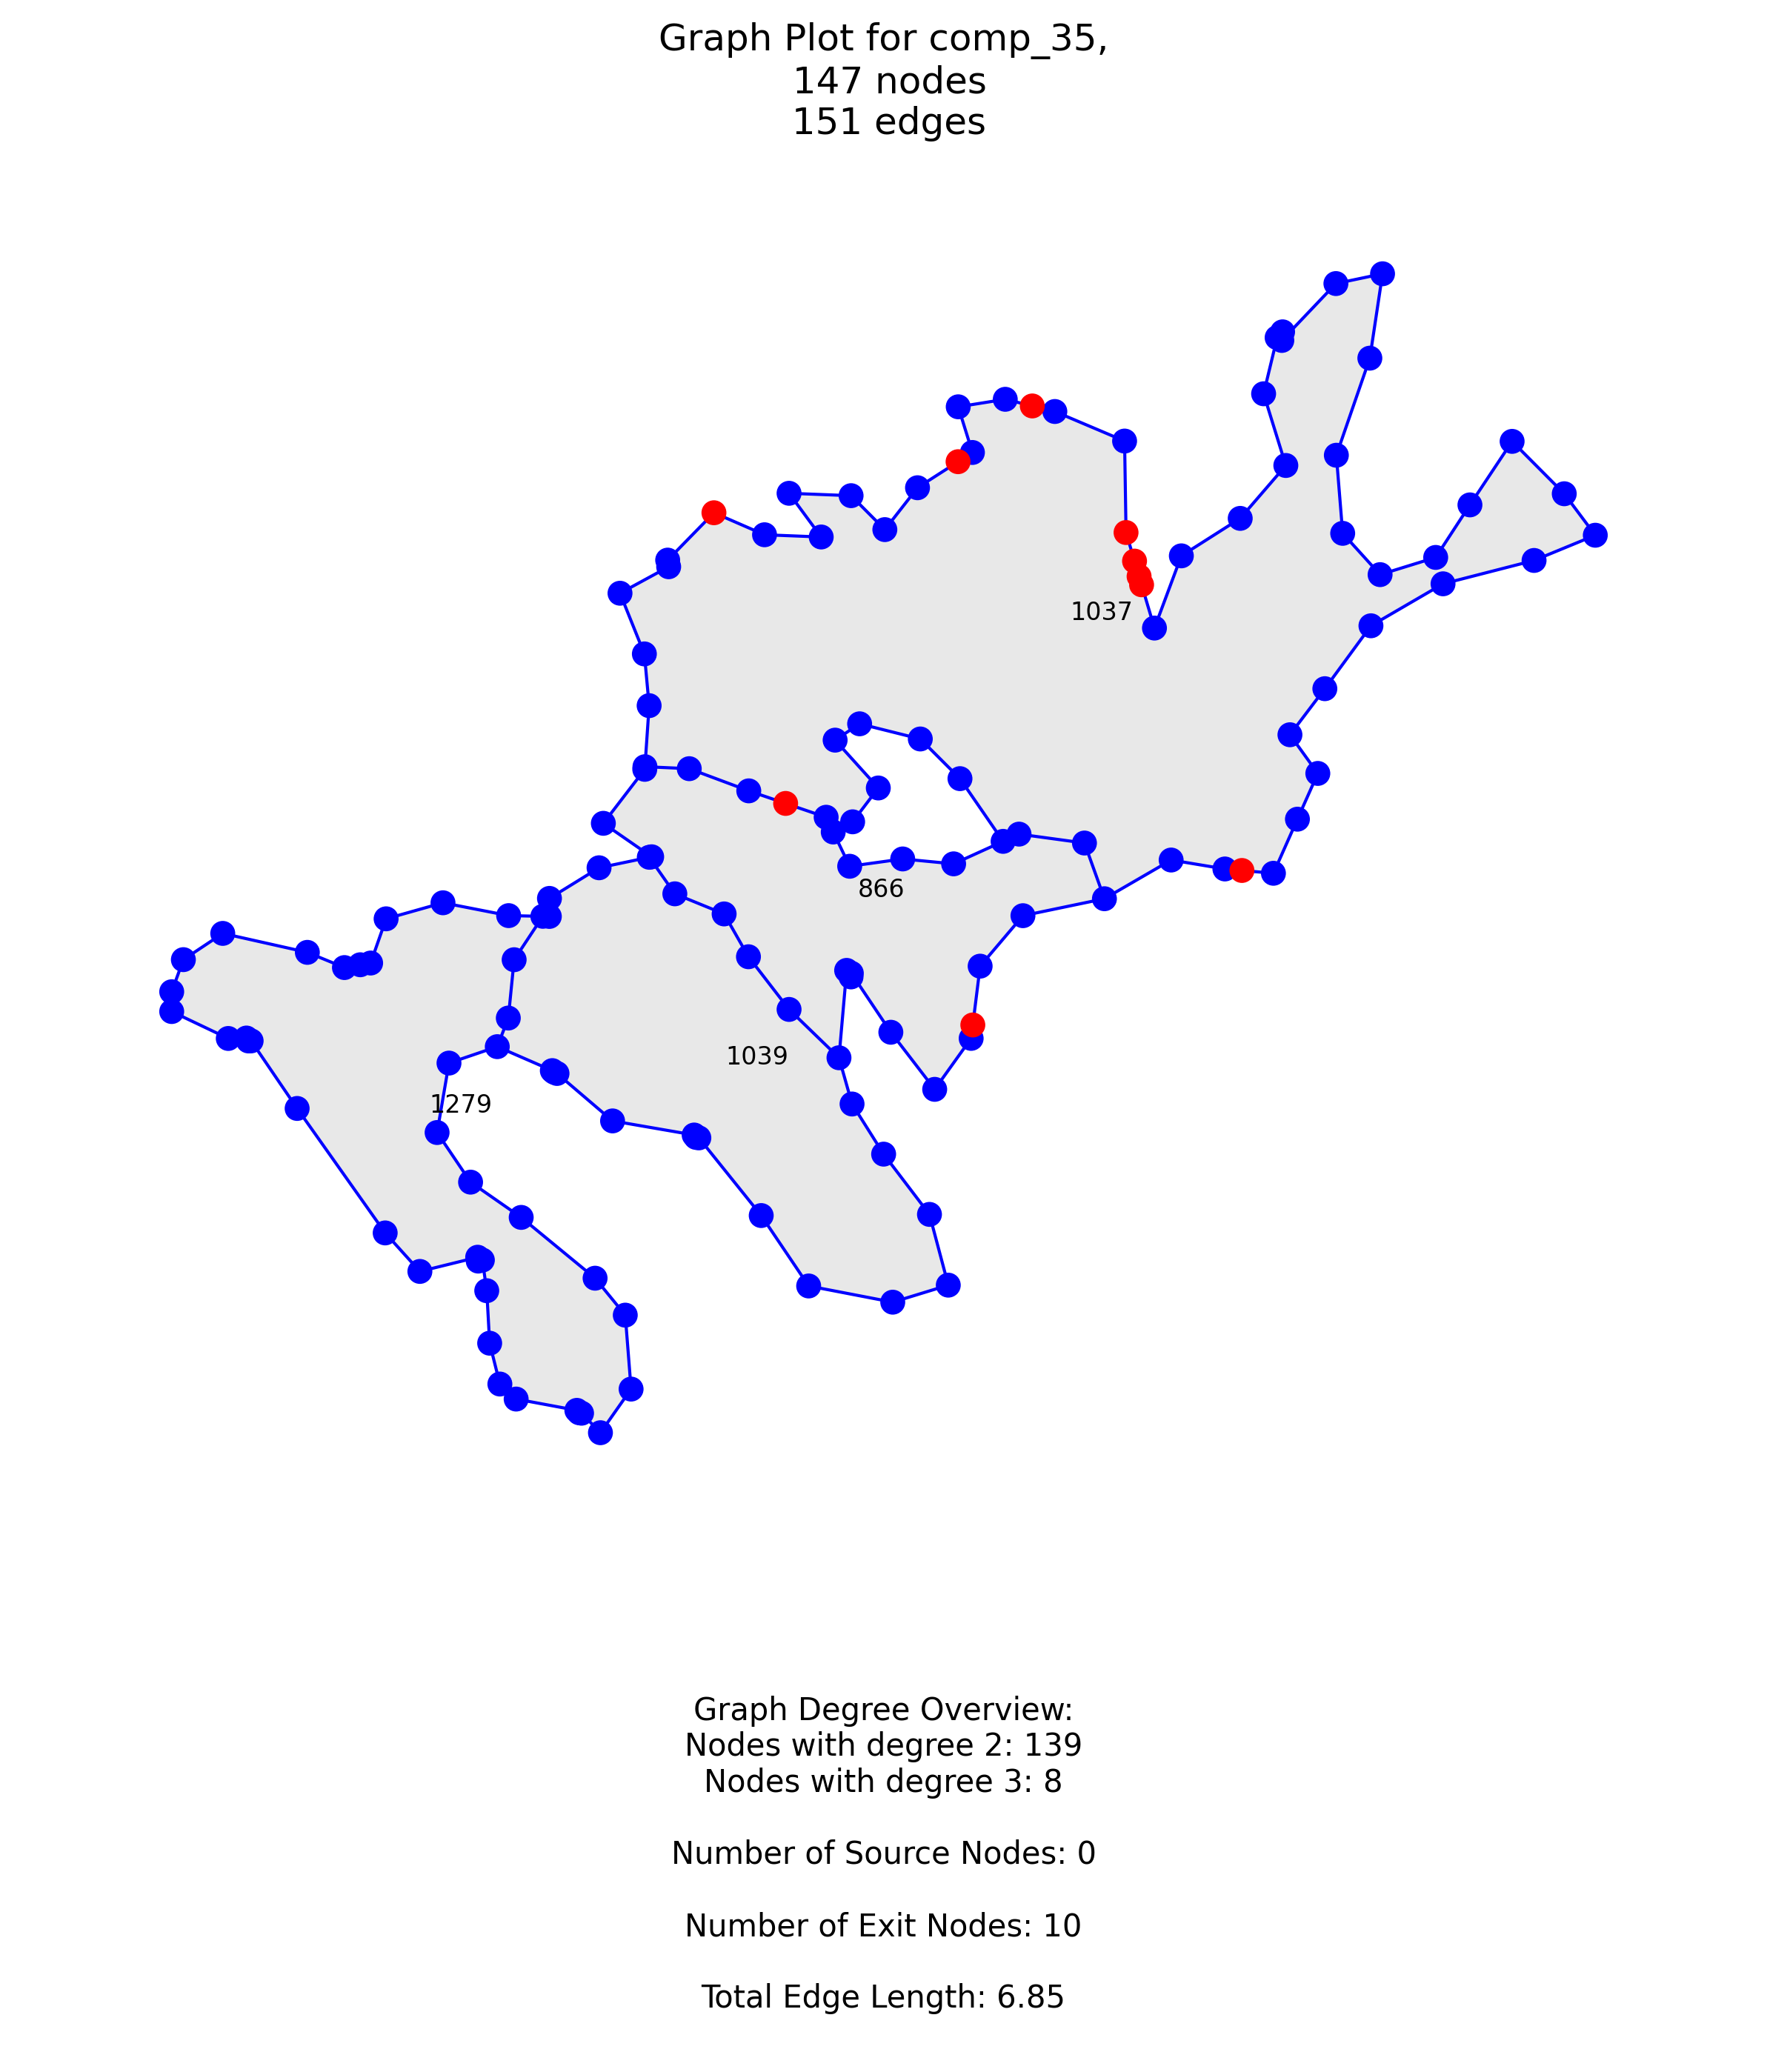 Graph Plot for comp_35,
147 nodes
151 edges
1037
866
1039
1279
Graph Degree Overview:
Nodes with degree 2: 139
Nodes with degree 3: 8
Number of Source Nodes: 0
Number of Exit Nodes: 10
Total Edge Length: 6.85